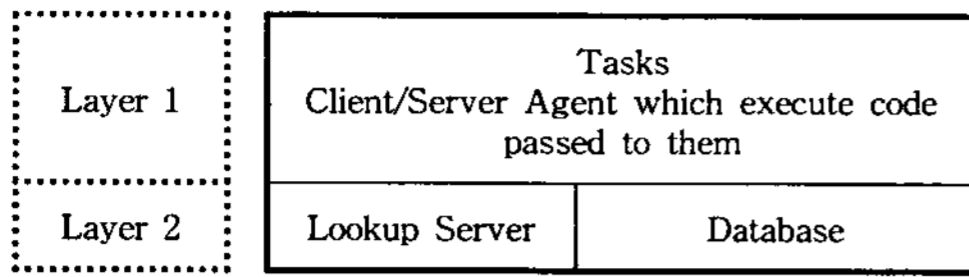 Layer 1
Tasks
Client/Server Agent which execute code
passed to them
Layer 2
Lookup Server
Database